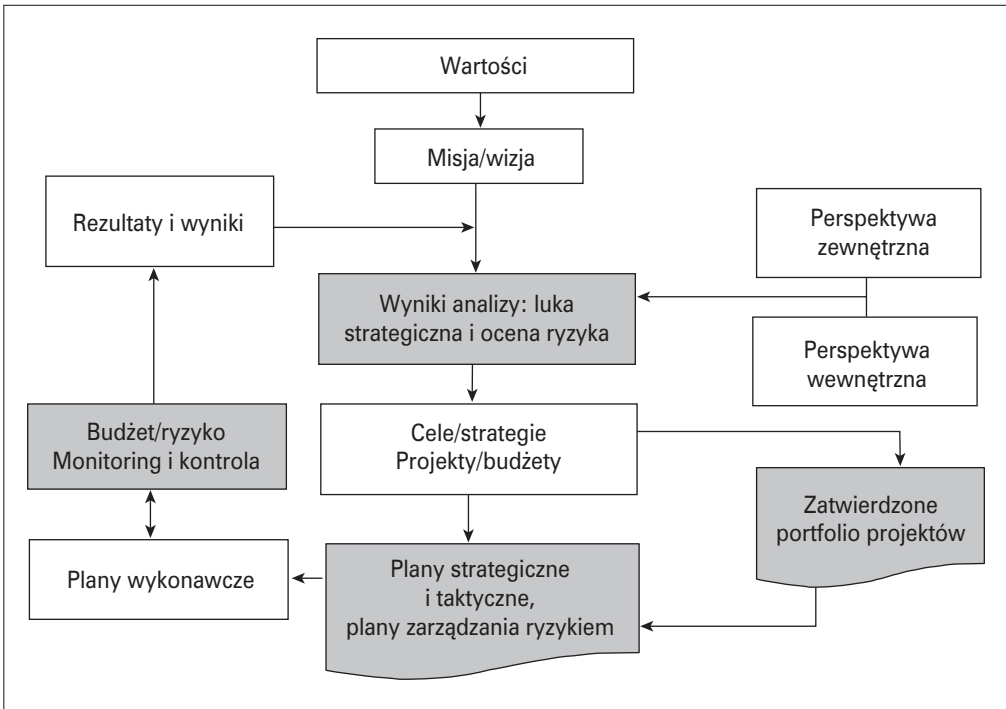 Wartości
Misja/wizja
Rezultaty i wyniki
Perspektywa
zewnętrzna
Wyniki analizy: luka
strategiczna i ocena ryzyka
Perspektywa
wewnętrzna
Budżet/ryzyko
Monitoring i kontrola
Cele/strategie
Projekty/budżety
Zatwierdzone
portfolio projektów
Plany wykonawcze
Plany strategiczne
i taktyczne,
plany zarządzania ryzykiem